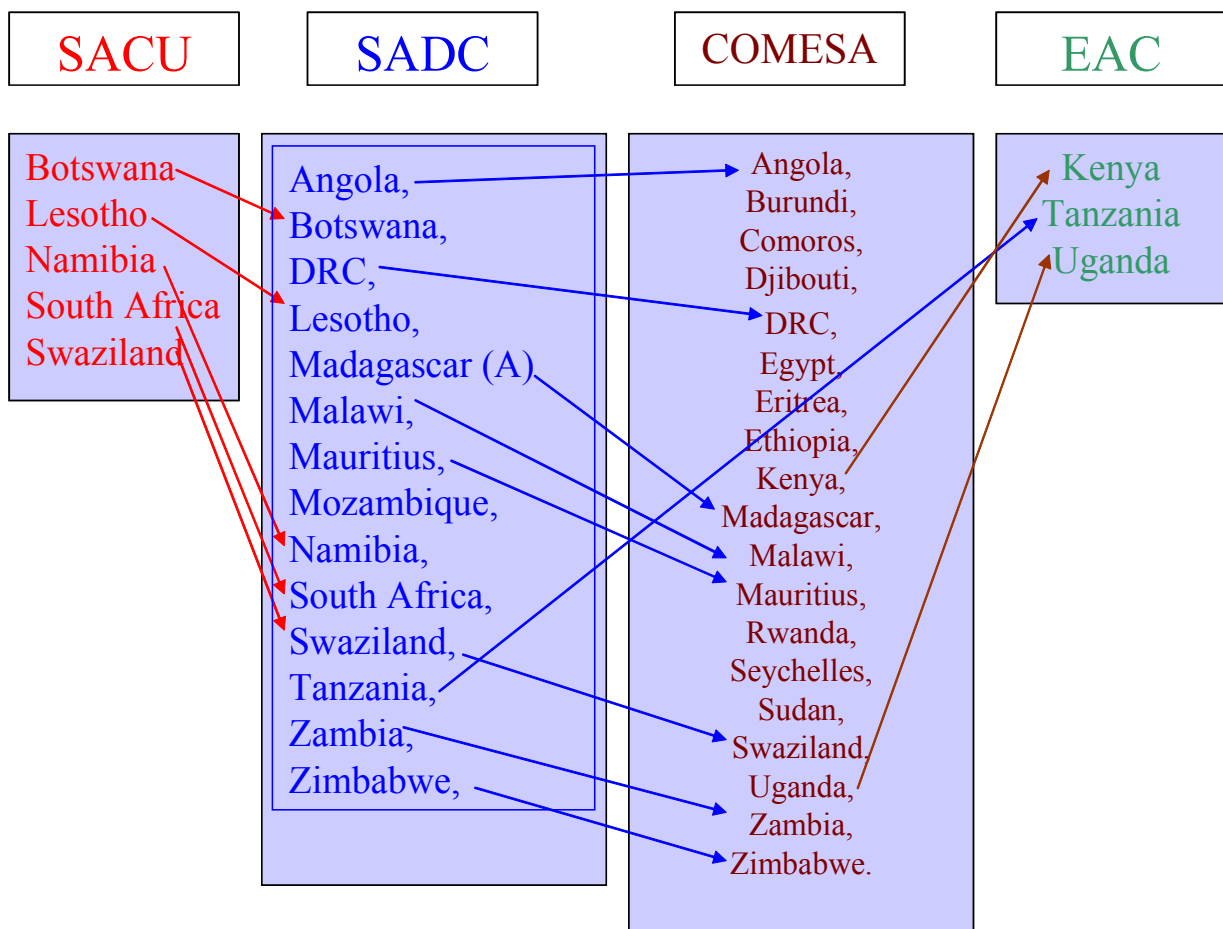 SACU
SADC
COMESA
EAC
Botswana
Lesotho
Namibia
South Africa
Swaziland
Angola,
Botswana,
DRC,
Lesotho,
Madagascar (A)
Malawi,
Mauritius,
Mozambique,
Namibia,
South Africa,
Swaziland,
Tanzania,
Zambia,
Zimbabwe,
Angola,
Burundi,
Comoros,
Djibouti,
DRC,
Egypt,
Eritrea,
Ethiopia,
Kenya,
Madagascar,
Malawi,
Mauritius,
Rwanda,
Seychelles,
Sudan,
Swaziland,
Uganda,
Zambia,
Zimbabwe.
Kenya
Tanzania
Uganda